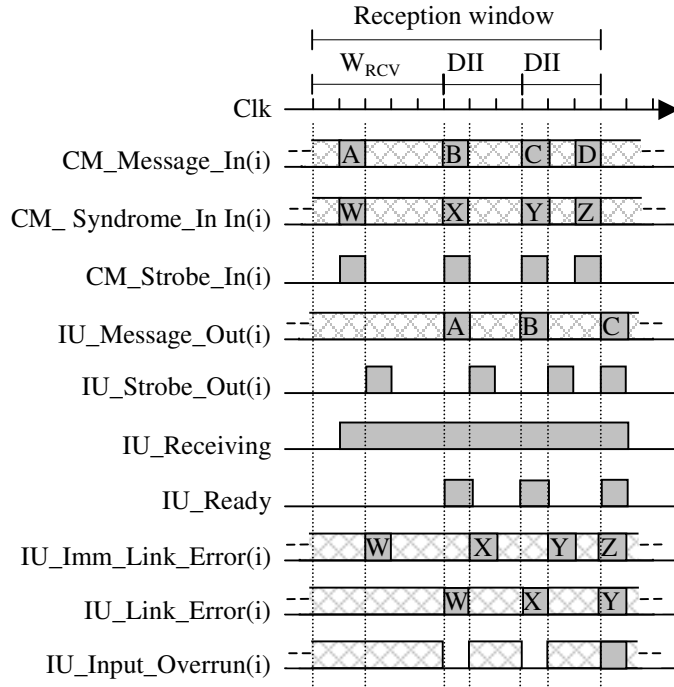 Reception window
W_RCV DII DII
Clk
CM_Message_In(i) A B C D
CM_ Syndrome_In In(i) W X Y Z
CM_Strobe_In(i)
IU_Message_Out(i) A B C
IU_Strobe_Out(i)
IU_Receiving
IU_Ready
IU_Imm_Link_Error(i) W X Y Z
IU_Link_Error(i) W X Y
IU_Input_Overrun(i)